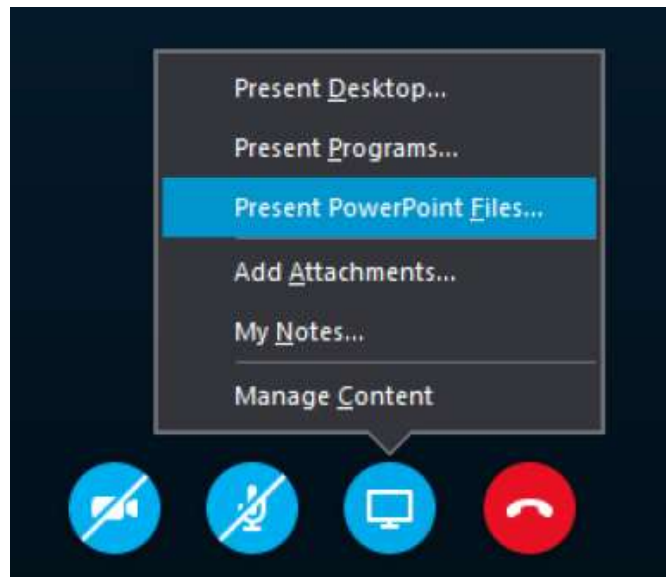 Present Desktop...
Present Programs...
Present PowerPoint Files...
Add Attachments...
My Notes...
Manage Content